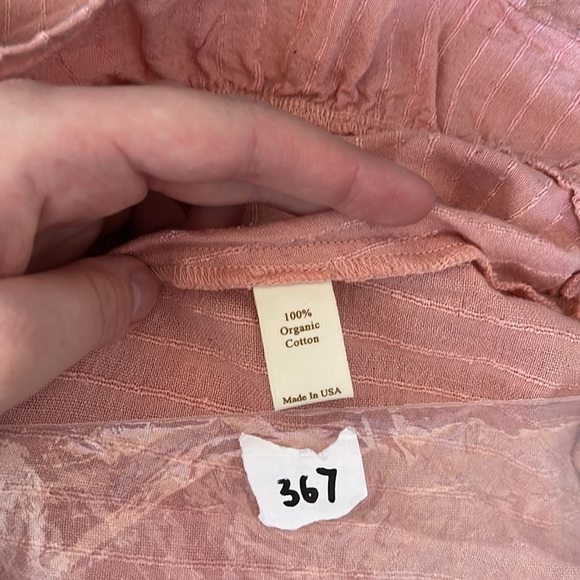 100%
Organic
Cotton
Made In USA
367